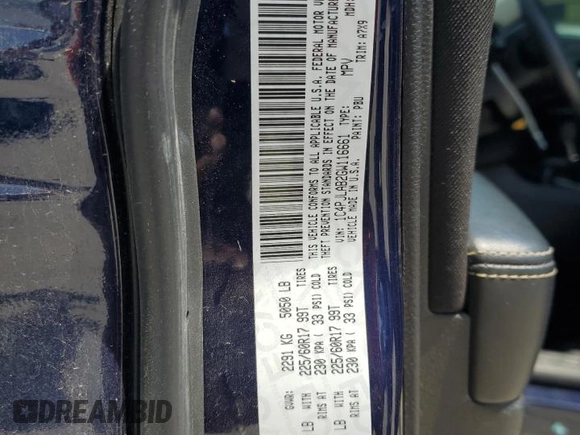 GVWR: 2291 KG 5050 LB
LB WITH 225/60R17 99T TIRES
RIMS AT 230 KPA ( 33 PSI) COLD
LB WITH 225/60R17 99T TIRES
RIMS AT 230 KPA ( 33 PSI) COLD
THIS VEHICLE CONFORMS TO ALL APPLICABLE U.S.A. FEDERAL MOTOR
THEFT PREVENTION STANDARDS IN EFFECT ON THE DATE OF MANUFACTURE
VIN: 1C4PJLAB2GW116661 TYPE: MPV
VEHICLE MADE IN U.S.A. PAINT: PBU TRIM: A7X9
DREAMBID